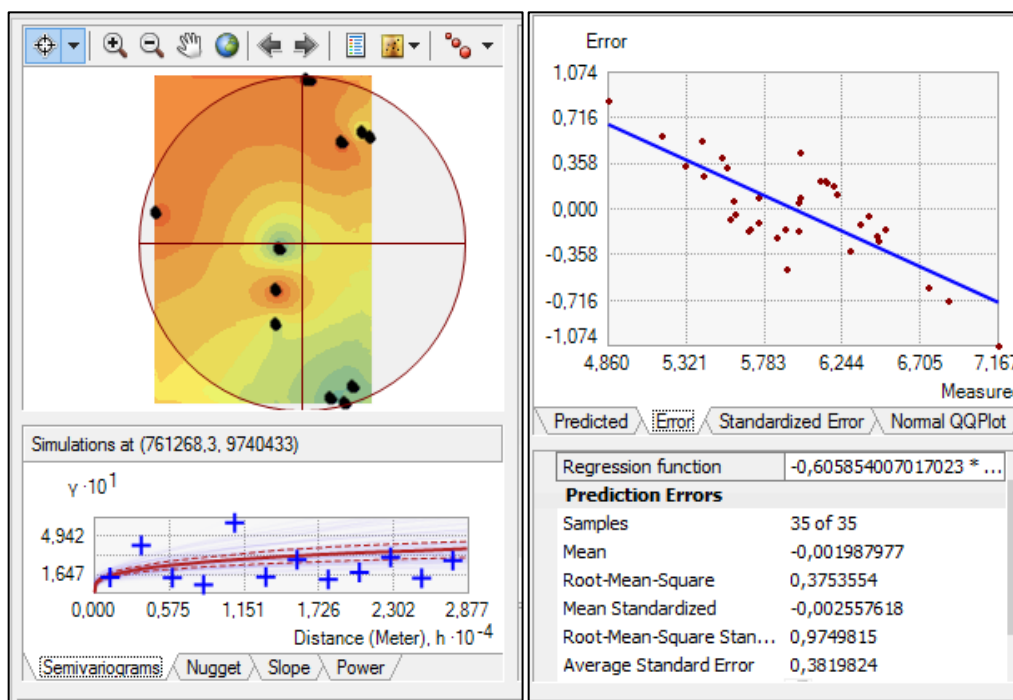 Simulations at (761268,3, 9740433)
γ ·10¹
4,942
1.647
0,000 0,575 1,151 1,726 2,302 2,877
Distance (Meter), h ·10⁻⁴
Semivariograms Nugget Slope Power
Error
1,074
0,716
0,358
0,000
-0,358
-0,716
-1,074
4,860 5,321 5,783 6,244 6,705 7,167
Measure
Predicted Error Standardized Error Normal QQPlot
Regression function -0,605854007017023 * ...
Prediction Errors
Samples 35 of 35
Mean -0,001987977
Root-Mean-Square 0,3753554
Mean Standardized -0,002557618
Root-Mean-Square Stan... 0,9749815
Average Standard Error 0,3819824